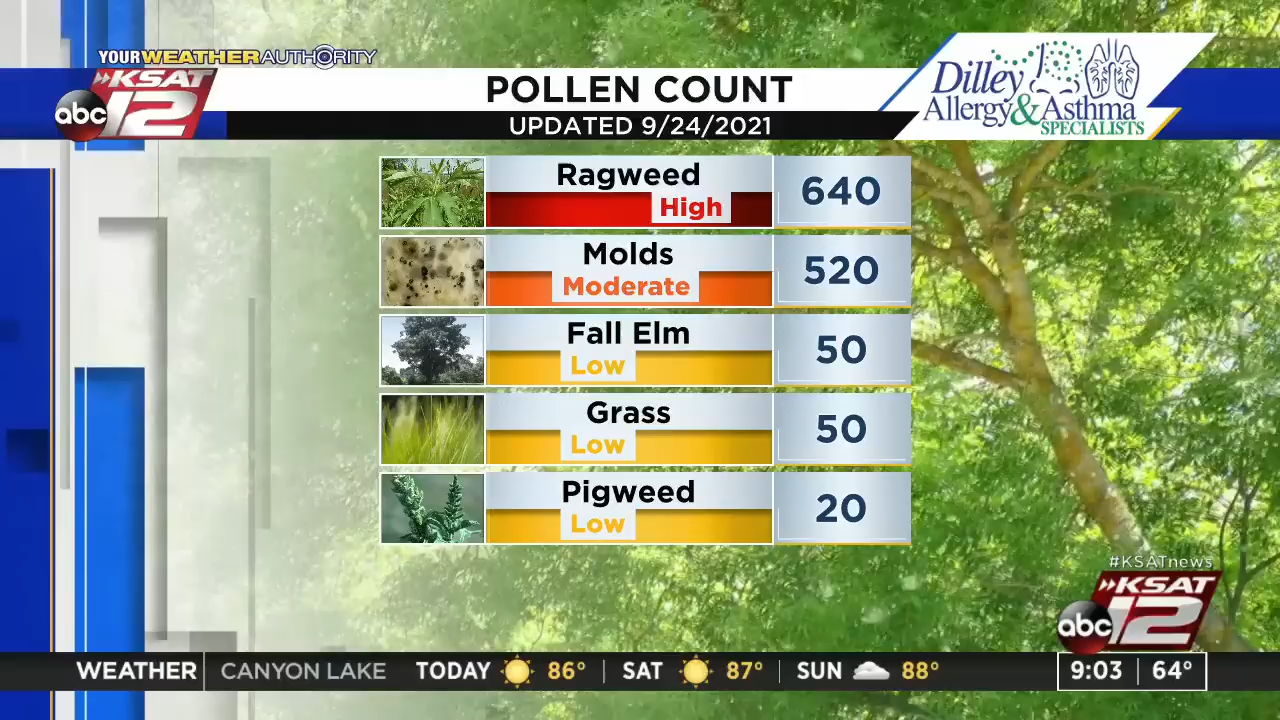 YOURWEATHERAUTHORITY
KSAT
abc 12
POLLEN COUNT
UPDATED 9/24/2021
Dilley
Allergy&Asthma
SPECIALISTS
Ragweed
High
640
Molds
Moderate
520
Fall Elm
Low
50
Grass
Low
50
Pigweed
Low
20
#KSATnews
KSAT
abc 12
WEATHER CANYON LAKE TODAY 86° SAT 87° SUN 88° 9:03 64°